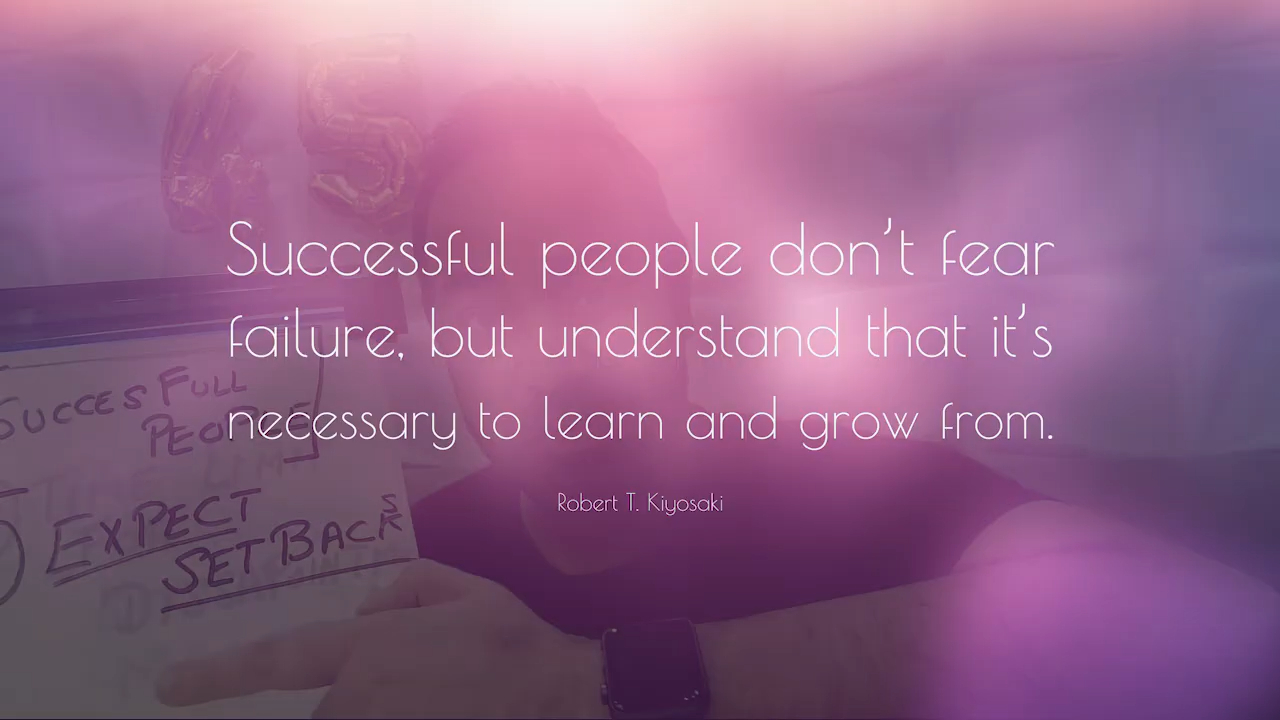 45
Successful people don't fear
failure, but understand that it's
necessary to learn and grow from.
Robert T. Kiyosaki
SUCCESFULL
PEOPLE
EXPECT
SETBACKS